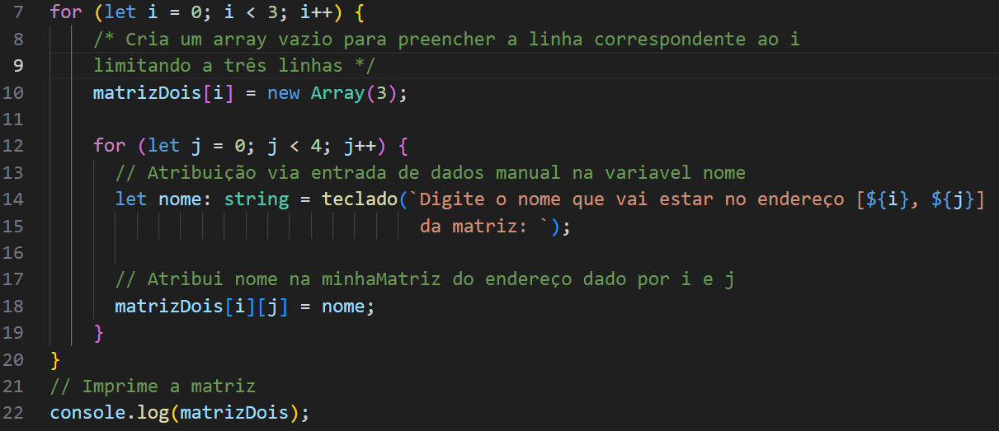 7 for (let i = 0; i < 3; i++) {
8 /* Cria um array vazio para preencher a linha correspondente ao i
9 limitando a três linhas */
10 matrizDois[i] = new Array(3);
11
12 for (let j = 0; j < 4; j++) {
13 // Atribuição via entrada de dados manual na variavel nome
14 let nome: string = teclado(`Digite o nome que vai estar no endereço [${i}, ${j}]
15 da matriz: `);
16
17 // Atribui nome na minhaMatriz do endereço dado por i e j
18 matrizDois[i][j] = nome;
19 }
20 }
21 // Imprime a matriz
22 console.log(matrizDois);